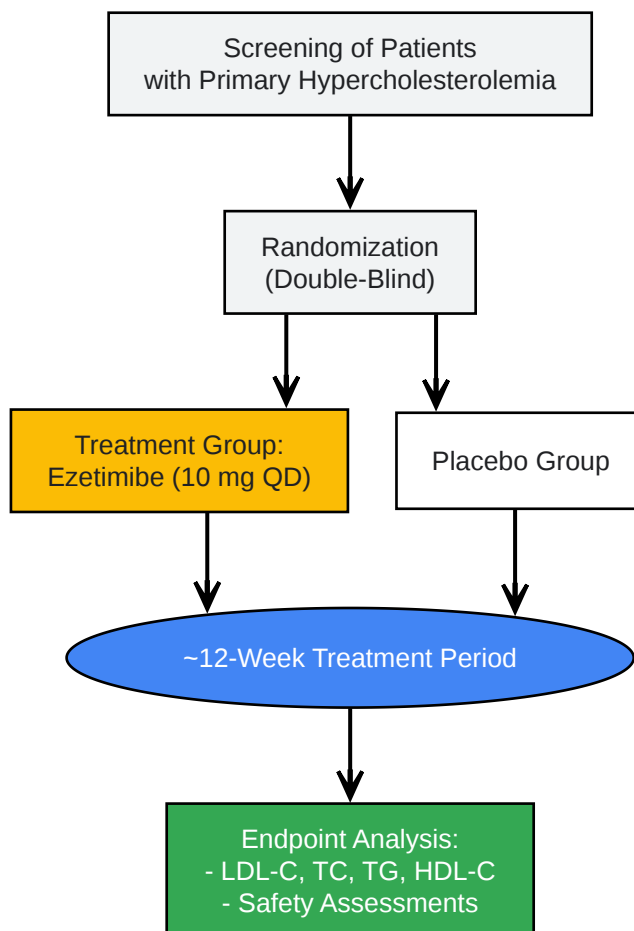 Screening of Patients
with Primary Hypercholesterolemia
Randomization
(Double-Blind)
Treatment Group:
Ezetimibe (10 mg QD)
Placebo Group
~12-Week Treatment Period
Endpoint Analysis:
- LDL-C, TC, TG, HDL-C
- Safety Assessments